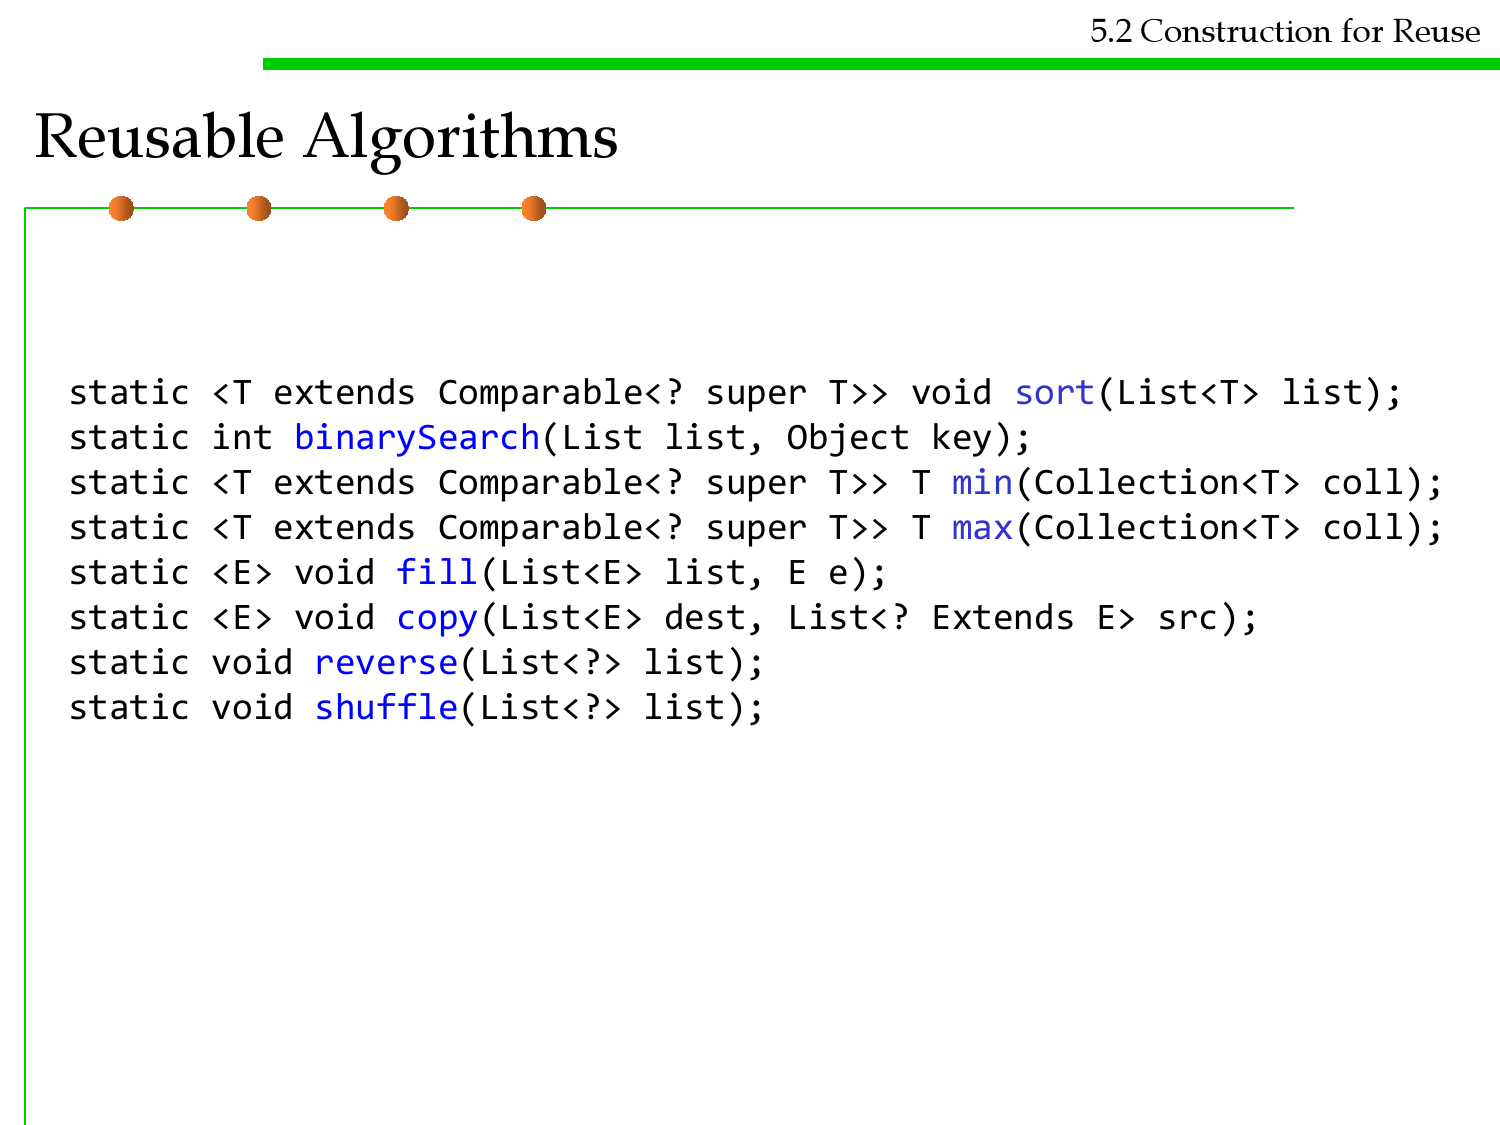 5.2 Construction for Reuse
Reusable Algorithms
static <T extends Comparable<? super T>> void sort(List<T> list);
static int binarySearch(List list, Object key);
static <T extends Comparable<? super T>> T min(Collection<T> coll);
static <T extends Comparable<? super T>> T max(Collection<T> coll);
static <E> void fill(List<E> list, E e);
static <E> void copy(List<E> dest, List<? Extends E> src);
static void reverse(List<?> list);
static void shuffle(List<?> list);